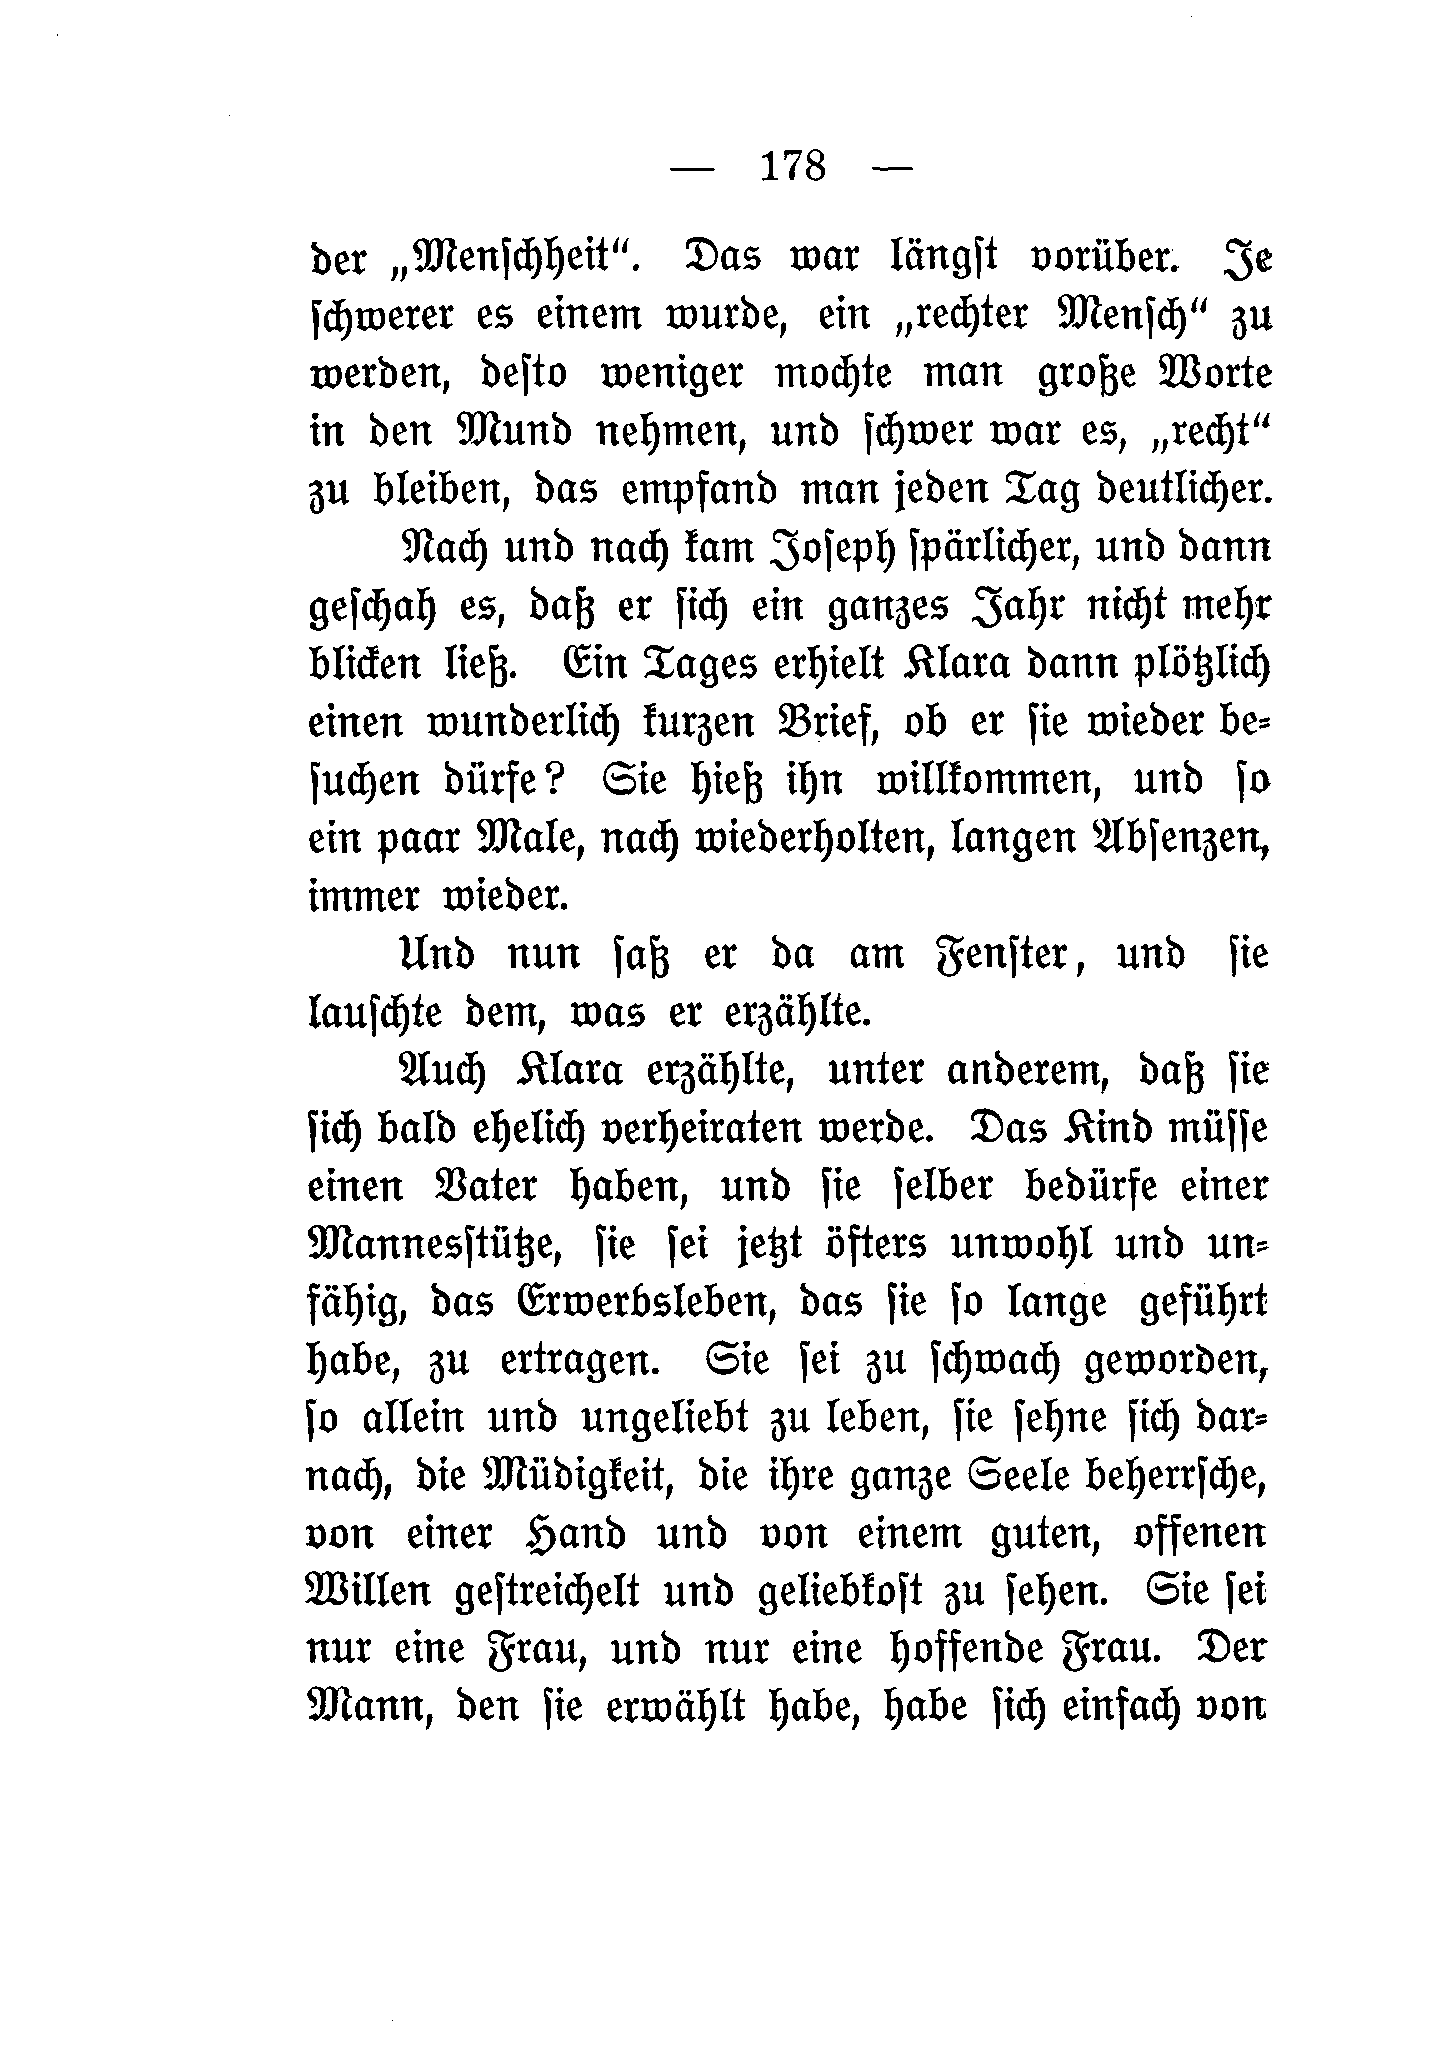 — 178 —
der „Menſchheit“. Das war längſt vorüber. Je
ſchwerer es einem wurde, ein „rechter Menſch“ zu
werden, deſto weniger mochte man große Worte
in den Mund nehmen, und ſchwer war es, „recht“
zu bleiben, das empfand man jeden Tag deutlicher.
Nach und nach kam Joſeph ſpärlicher, und dann
geſchah es, daß er ſich ein ganzes Jahr nicht mehr
blicken ließ. Ein Tages erhielt Klara dann plötzlich
einen wunderlich kurzen Brief, ob er ſie wieder be-
ſuchen dürfe? Sie hieß ihn willkommen, und ſo
ein paar Male, nach wiederholten, langen Abſenzen,
immer wieder.
Und nun ſaß er da am Fenſter, und ſie
lauſchte dem, was er erzählte.
Auch Klara erzählte, unter anderem, daß ſie
ſich bald ehelich verheiraten werde. Das Kind müſſe
einen Vater haben, und ſie ſelber bedürfe einer
Mannesſtütze, ſie ſei jetzt öfters unwohl und un-
fähig, das Erwerbsleben, das ſie ſo lange geführt
habe, zu ertragen. Sie ſei zu ſchwach geworden,
ſo allein und ungeliebt zu leben, ſie ſehne ſich dar-
nach, die Müdigkeit, die ihre ganze Seele beherrſche,
von einer Hand und von einem guten, offenen
Willen geſtreichelt und geliebkoſt zu ſehen. Sie ſei
nur eine Frau, und nur eine hoffende Frau. Der
Mann, den ſie erwählt habe, habe ſich einfach von